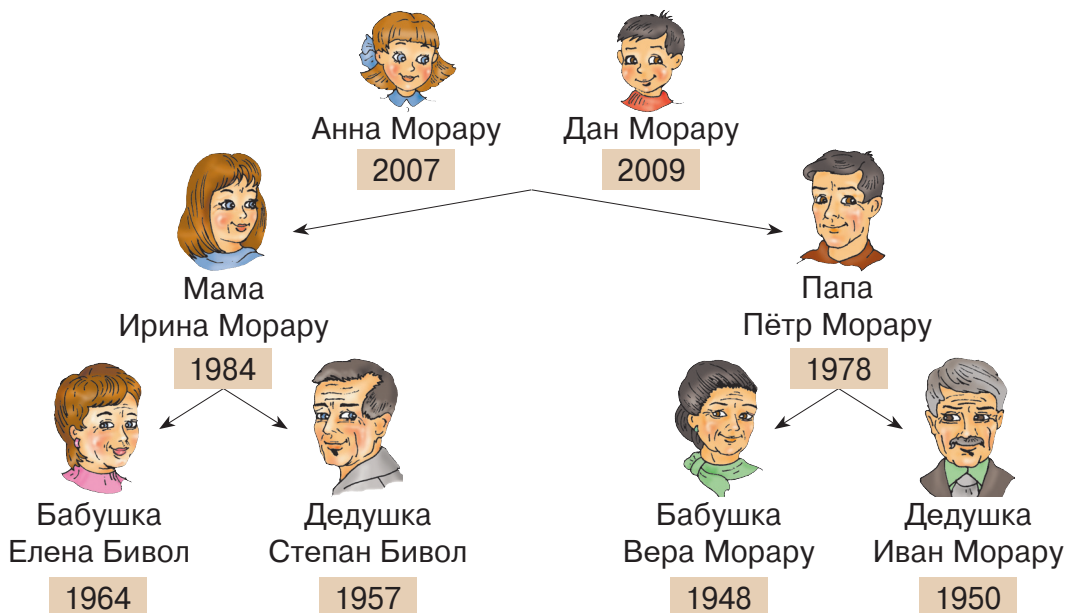 Анна Морару
2007
Дан Морару
2009
Мама
Ирина Морару
1984
Папа
Пётр Морару
1978
Бабушка
Елена Бивол
1964
Дедушка
Степан Бивол
1957
Бабушка
Вера Морару
1948
Дедушка
Иван Морару
1950